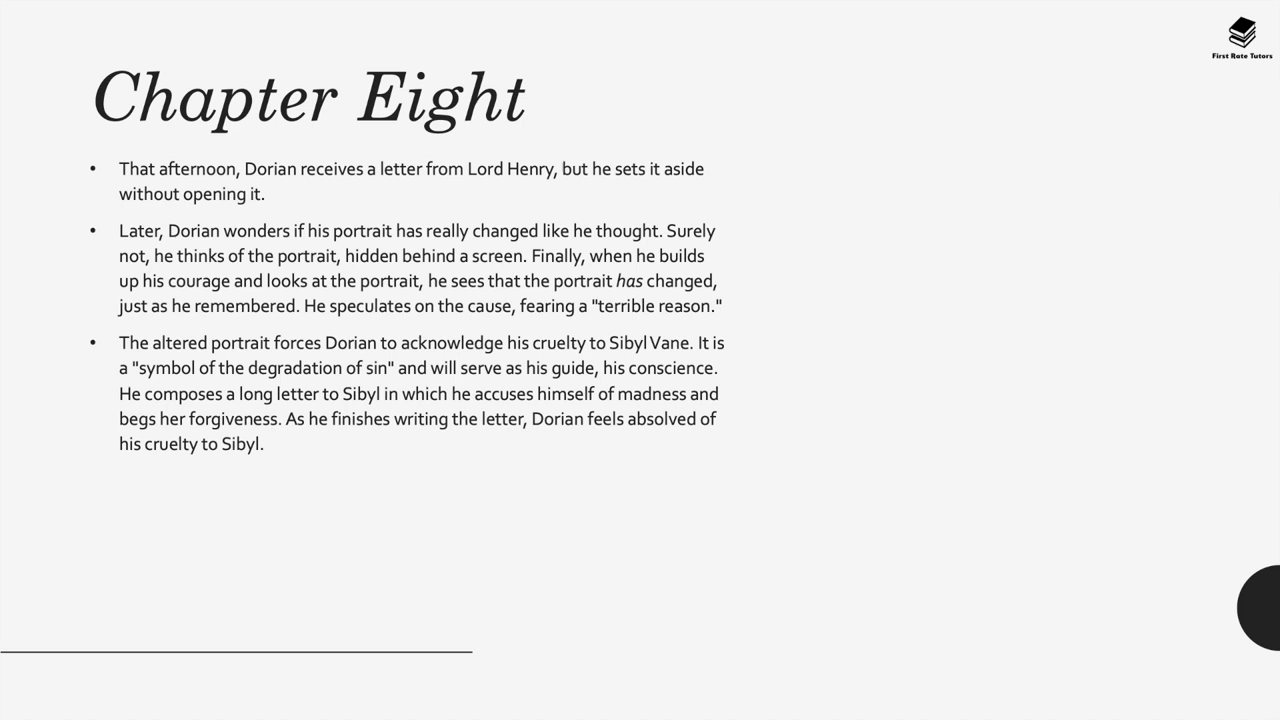 First Rate Tutors
Chapter Eight
• That afternoon, Dorian receives a letter from Lord Henry, but he sets it aside
without opening it.
• Later, Dorian wonders if his portrait has really changed like he thought. Surely
not, he thinks of the portrait, hidden behind a screen. Finally, when he builds
up his courage and looks at the portrait, he sees that the portrait has changed,
just as he remembered. He speculates on the cause, fearing a "terrible reason."
• The altered portrait forces Dorian to acknowledge his cruelty to Sibyl Vane. It is
a "symbol of the degradation of sin" and will serve as his guide, his conscience.
He composes a long letter to Sibyl in which he accuses himself of madness and
begs her forgiveness. As he finishes writing the letter, Dorian feels absolved of
his cruelty to Sibyl.